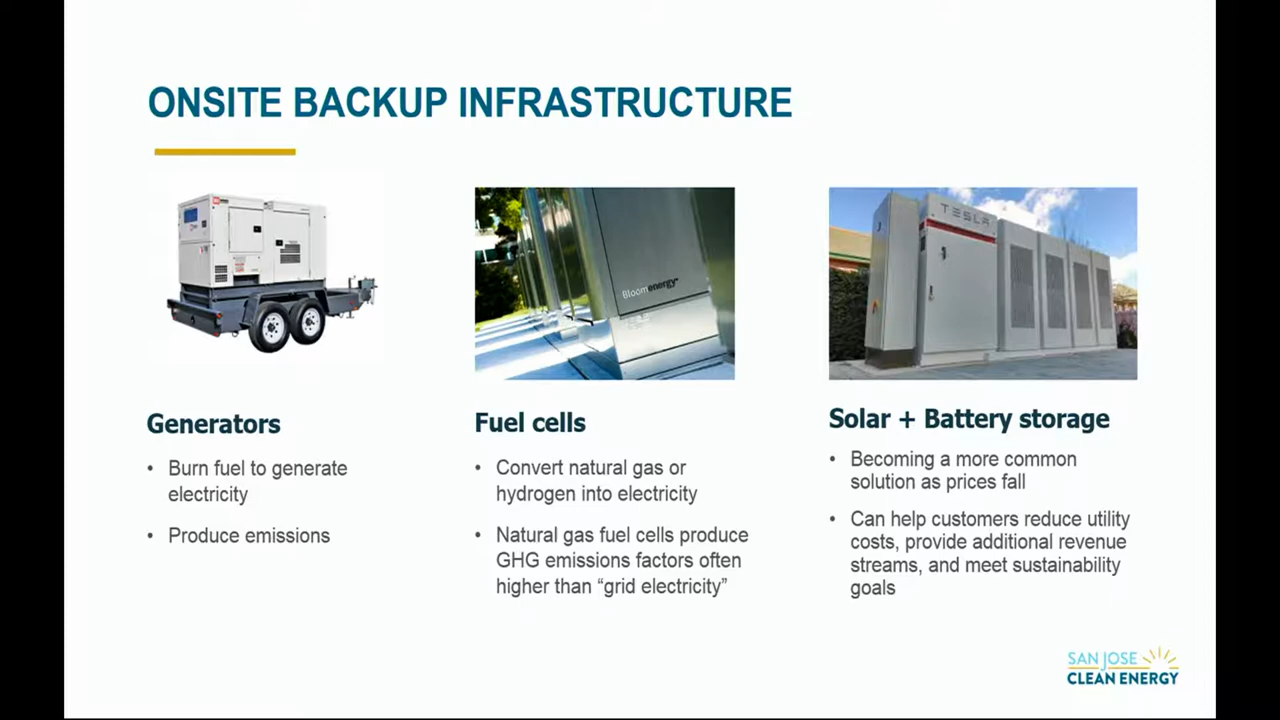 ONSITE BACKUP INFRASTRUCTURE
Bloomenergy
TESLA
Generators
• Burn fuel to generate
electricity
• Produce emissions
Fuel cells
• Convert natural gas or
hydrogen into electricity
• Natural gas fuel cells produce
GHG emissions factors often
higher than “grid electricity”
Solar + Battery storage
• Becoming a more common
solution as prices fall
• Can help customers reduce utility
costs, provide additional revenue
streams, and meet sustainability
goals
SAN JOSE
CLEAN ENERGY